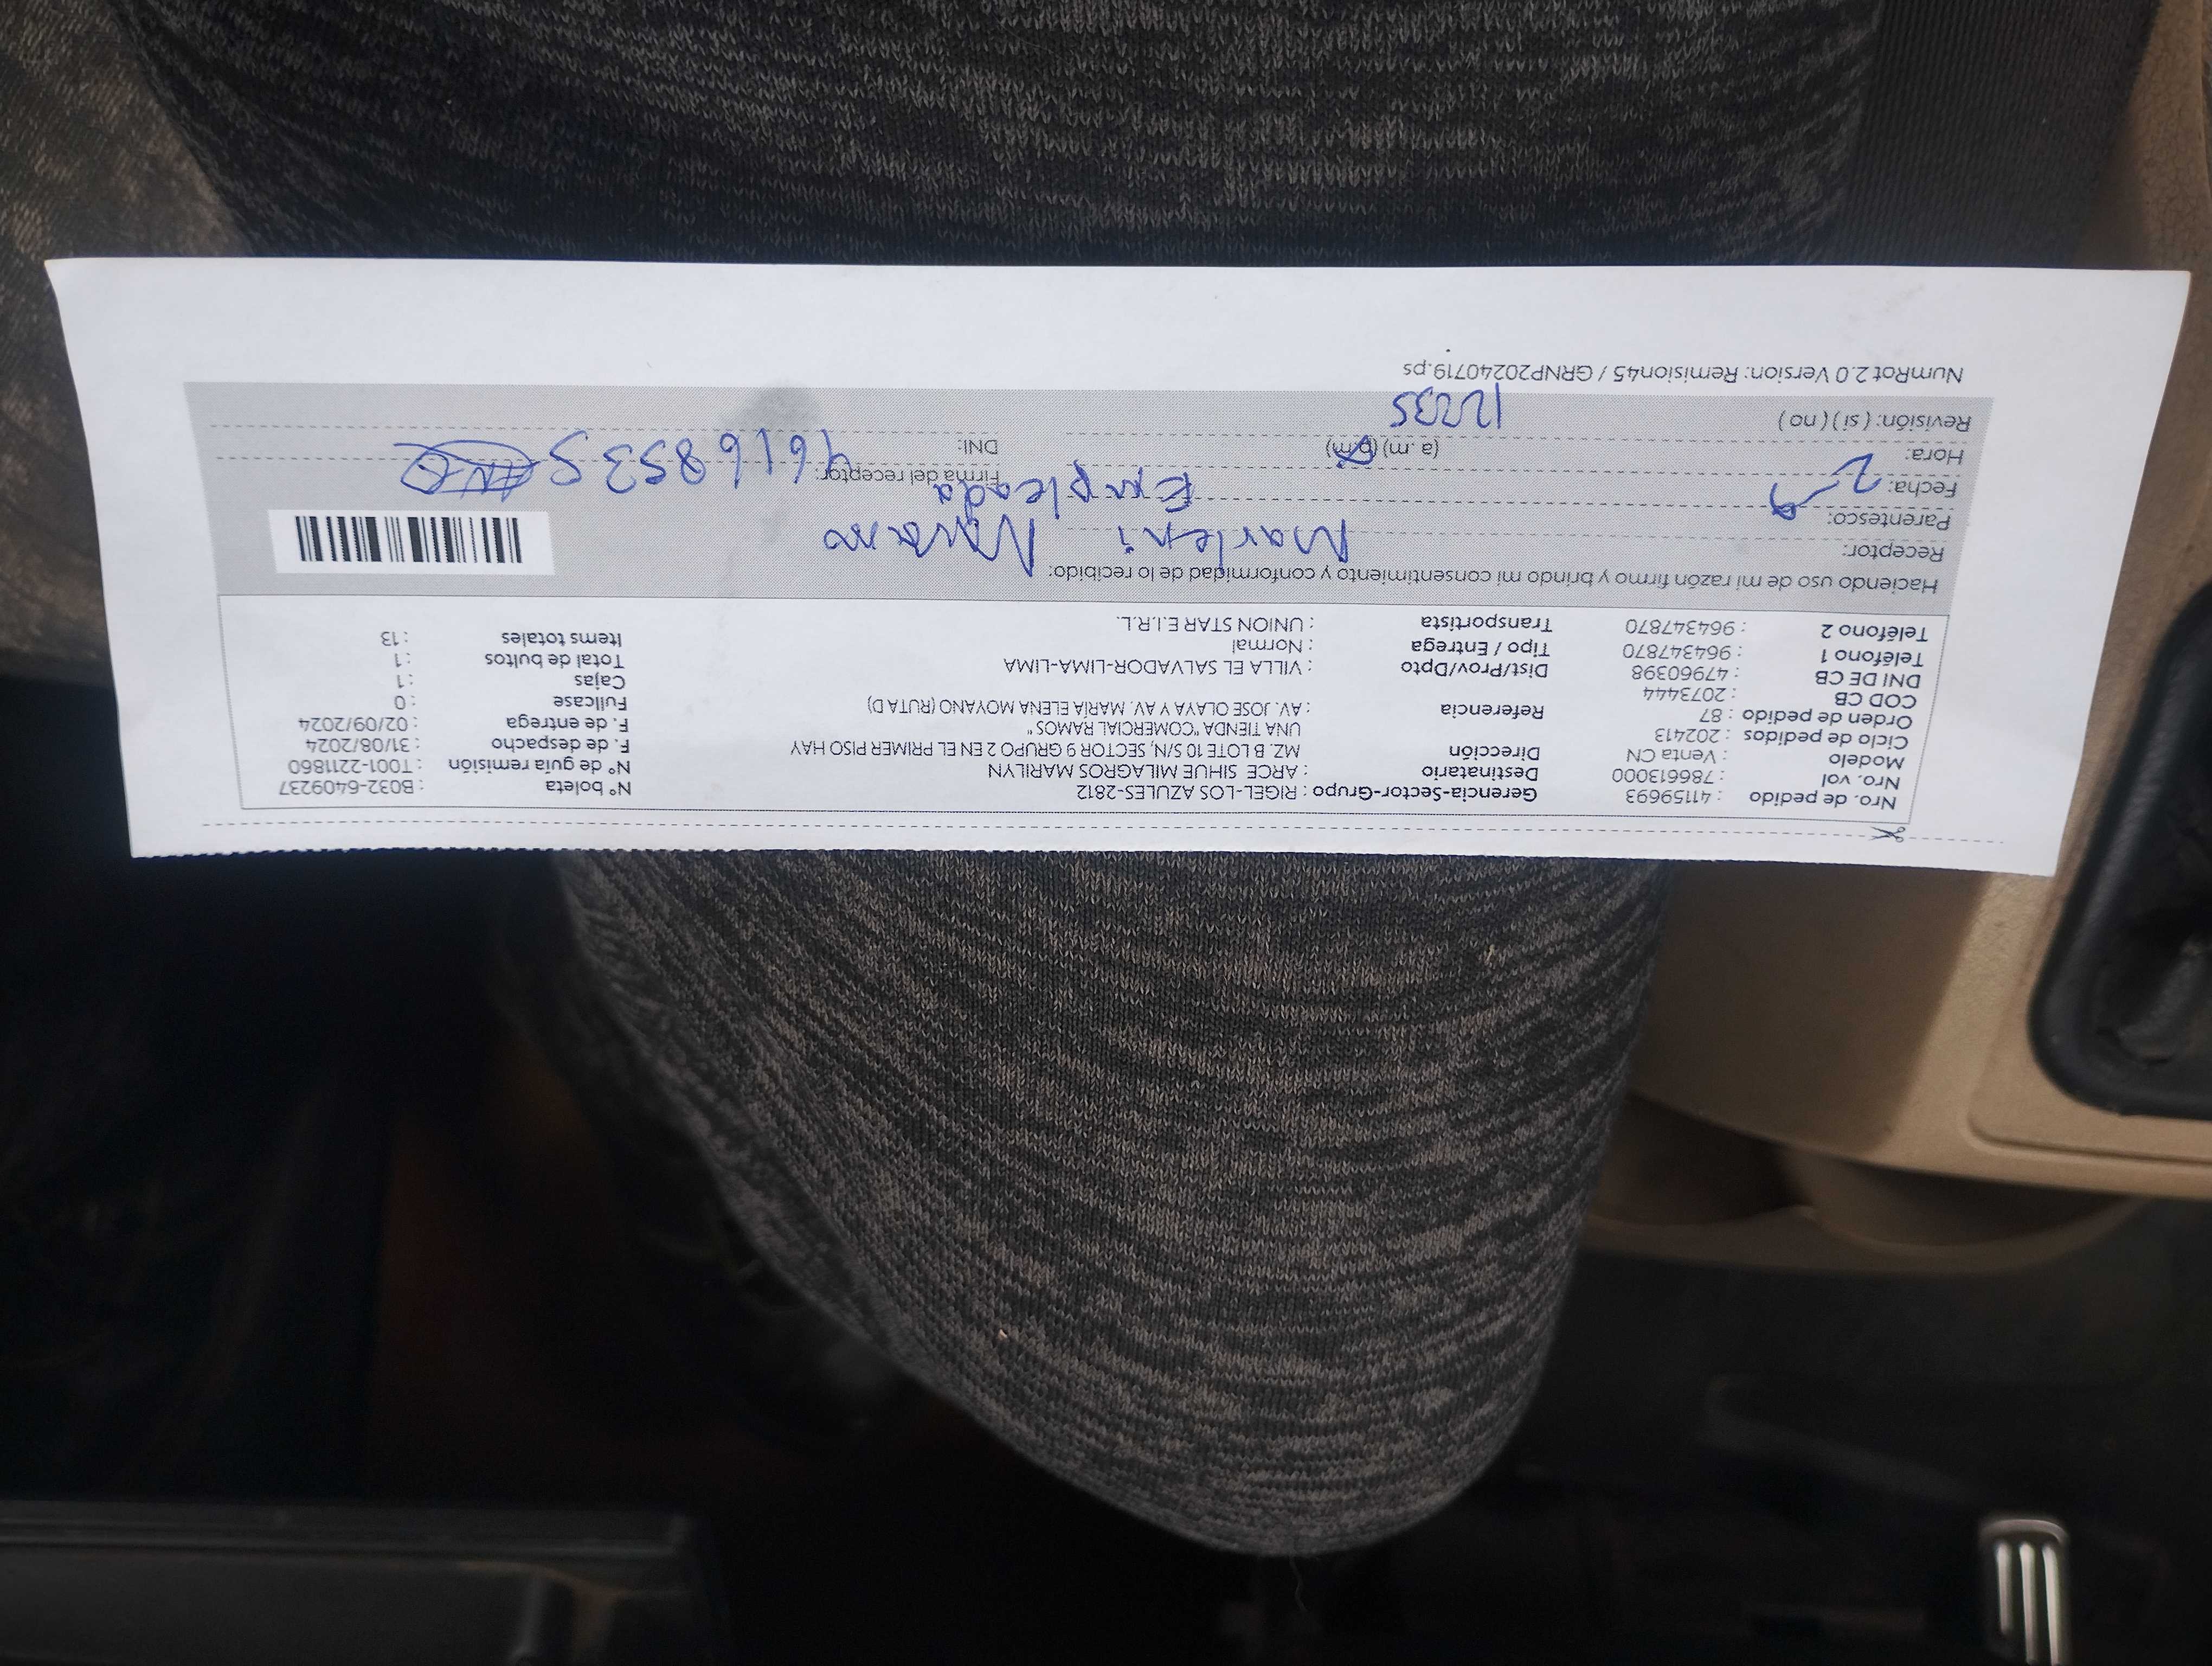 Nro. de pedido : 41159693 Gerencia-Sector-Grupo : RIGEL-LOS AZULES-2812 N° boleta : B032-6409237
Nro. vol. : 786613000 Destinatario : ARCE SIHUE MILAGROS MARILYN N° de guía remisión : T001-2211860
Modelo : Venta CN Dirección : MZ. B LOTE 10 S/N, SECTOR 9 GRUPO 2 EN EL PRIMER PISO HAY F. de despacho : 31/08/2024
Ciclo de pedidos : 202413 UNA TIENDA "COMERCIAL RAMOS" F. de entrega : 02/09/2024
Orden de pedido : 87 Referencia : AV. JOSE OLAYA Y AV. MARÍA ELENA MOYANO (RUTA D) Fullcase : 0
COD CB : 2073444 Cajas : 1
DNI DE CB : 47960398 Dist/Prov/Dpto : VILLA EL SALVADOR-LIMA-LIMA Total de bultos : 1
Teléfono 1 : 964347870 Tipo / Entrega : Normal Items totales : 13
Teléfono 2 : 964347870 Transportista : UNION STAR E.I.R.L.
Haciendo uso de mi razón firmo y brindo mi consentimiento y conformidad de lo recibido:
Receptor: Marleni
Parentesco: Empleada
Fecha: 2-9 Firma del receptor:
Hora: (a.m) (p.m) DNI:
Revisión: ( si ) ( no )
NumRot 2.0 Version: Remision45 / GRNP20240719.ps